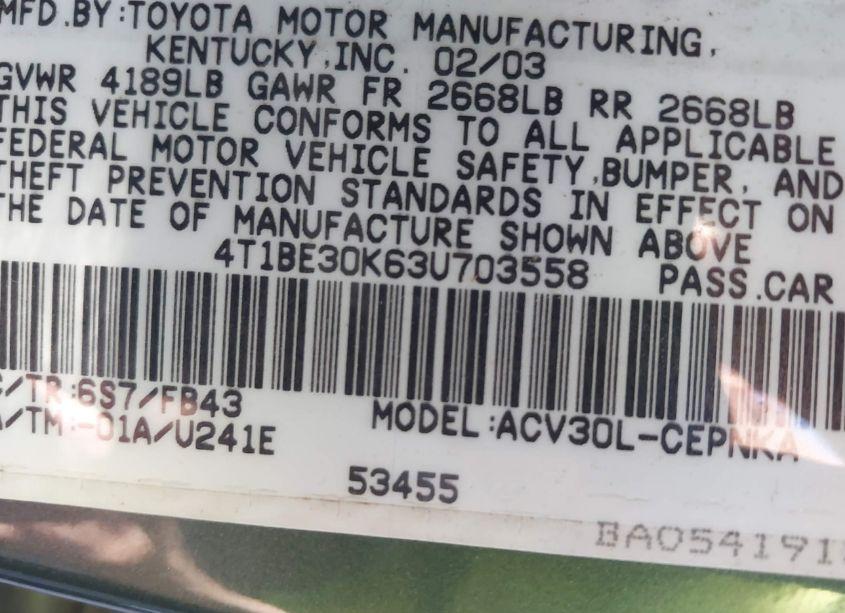 MFD.BY:TOYOTA MOTOR MANUFACTURING,
KENTUCKY,INC. 02/03
GVWR 4189LB GAWR FR 2668LB RR 2668LB
THIS VEHICLE CONFORMS TO ALL APPLICABLE
FEDERAL MOTOR VEHICLE SAFETY,BUMPER, AND
THEFT PREVENTION STANDARDS IN EFFECT ON
THE DATE OF MANUFACTURE SHOWN ABOVE
4T1BE30K63U703558 PASS.CAR
C/TR:6S7/FB43
A/TM:-01A/U241E
MODEL:ACV30L-CEPNKA
53455
BA054191